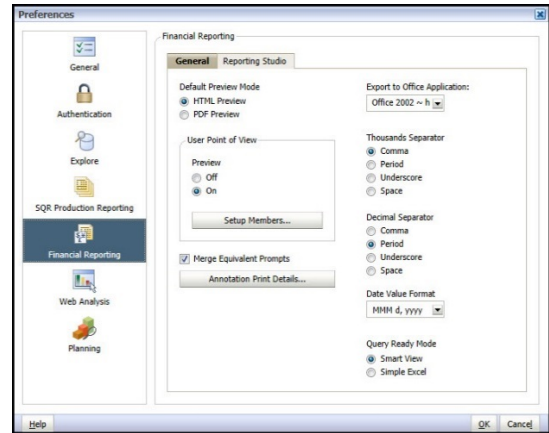 Preferences
General
Authentication
Explore
SQR Production Reporting
Financial Reporting
Web Analysis
Planning
Financial Reporting
General
Reporting Studio
Default Preview Mode
HTML Preview
PDF Preview
User Point of View
Preview
Off
On
Setup Members...
Merge Equivalent Prompts
Annotation Print Details...
Export to Office Application:
Office 2002 ~ h
Thousands Separator
Comma
Period
Underscore
Space
Decimal Separator
Comma
Period
Underscore
Space
Date Value Format
MMM d, yyyy
Query Ready Mode
Smart View
Simple Excel
Help
OK
Cancel